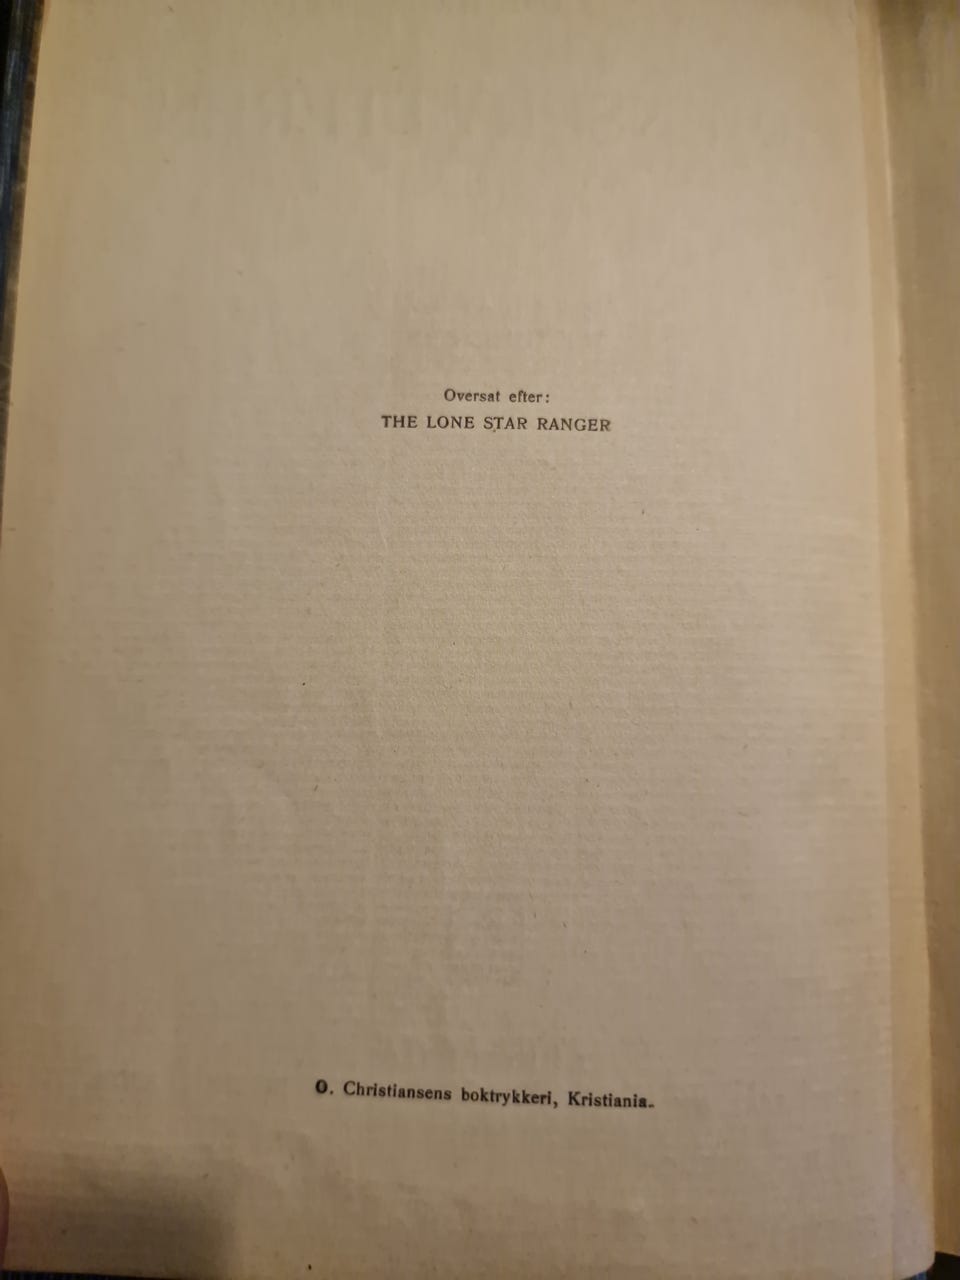 Oversat efter:
THE LONE STAR RANGER
O. Christiansens boktrykkeri, Kristiania.